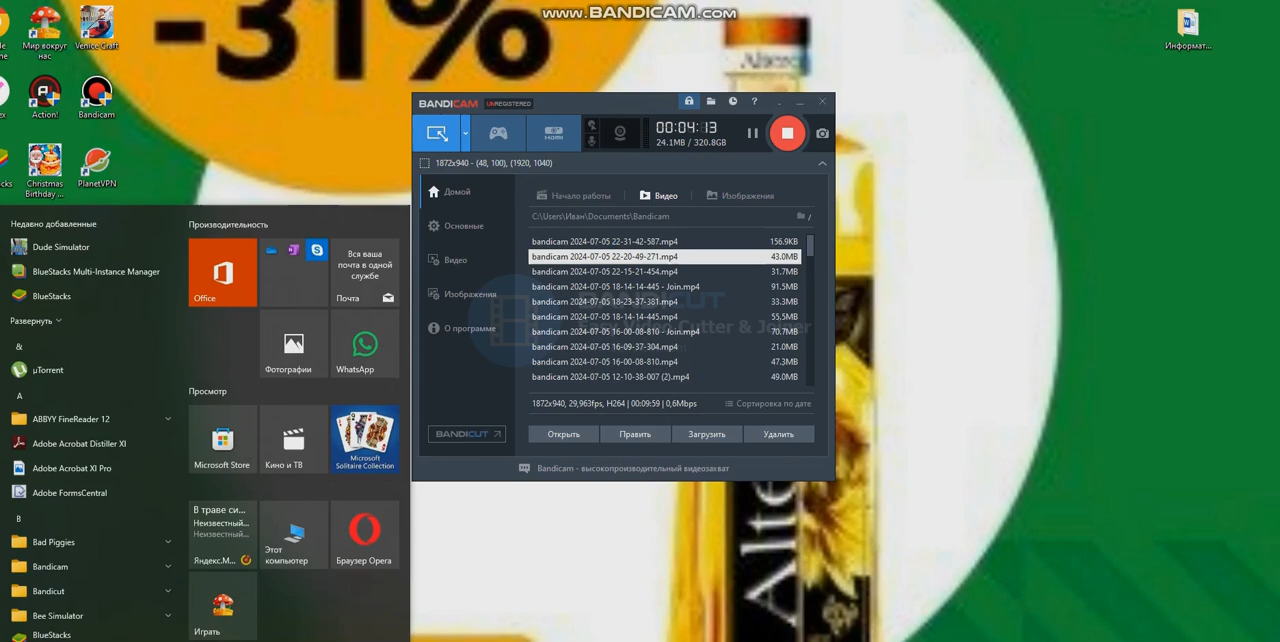 www.BANDICAM.com
-31%
Мир вокруг
нас
Venice Craft
Action!
Bandicam
Christmas
Birthday ...
PlanetVPN
Информат...
Alter
Недавно добавленные
Dude Simulator
BlueStacks Multi-Instance Manager
BlueStacks
Развернуть
&
µTorrent
A
ABBYY FineReader 12
Adobe Acrobat Distiller XI
Adobe Acrobat XI Pro
Adobe FormsCentral
B
Bad Piggies
Bandicam
Bandicut
Bee Simulator
BlueStacks
Производительность
Office
Вся ваша
почта в одной
службе
Почта
Фотографии
WhatsApp
Просмотр
Microsoft Store
Кино и ТВ
Microsoft
Solitaire Collection
В траве си...
Неизвестный...
Неизвестный...
Яндекс.М...
Этот
компьютер
Браузер Opera
Играть
BANDICAM UNREGISTERED
?
HDMI
00:04:13
24.1MB / 320.8GB
1872x940 - (48, 100), (1920, 1040)
Домой
Основные
Видео
Изображения
О программе
BANDICUT
Начало работы
Видео
Изображения
C:\Users\Иван\Documents\Bandicam
bandicam 2024-07-05 22-31-42-587.mp4 156.9KB
bandicam 2024-07-05 22-20-49-271.mp4 43.0MB
bandicam 2024-07-05 22-15-21-454.mp4 31.7MB
bandicam 2024-07-05 18-14-14-445 - Join.mp4 91.5MB
bandicam 2024-07-05 18-23-37-381.mp4 33.3MB
bandicam 2024-07-05 18-14-14-445.mp4 55.5MB
bandicam 2024-07-05 16-00-08-810 - Join.mp4 70.7MB
bandicam 2024-07-05 16-09-37-304.mp4 21.0MB
bandicam 2024-07-05 16-00-08-810.mp4 47.3MB
bandicam 2024-07-05 12-10-38-007 (2).mp4 49.0MB
BANDICUT
Easy Video Cutter & Joiner
1872x940, 29,963fps, H264 | 00:09:59 | 0,6Mbps
Сортировка по дате
Открыть
Править
Загрузить
Удалить
Bandicam - высокопроизводительный видеозахват